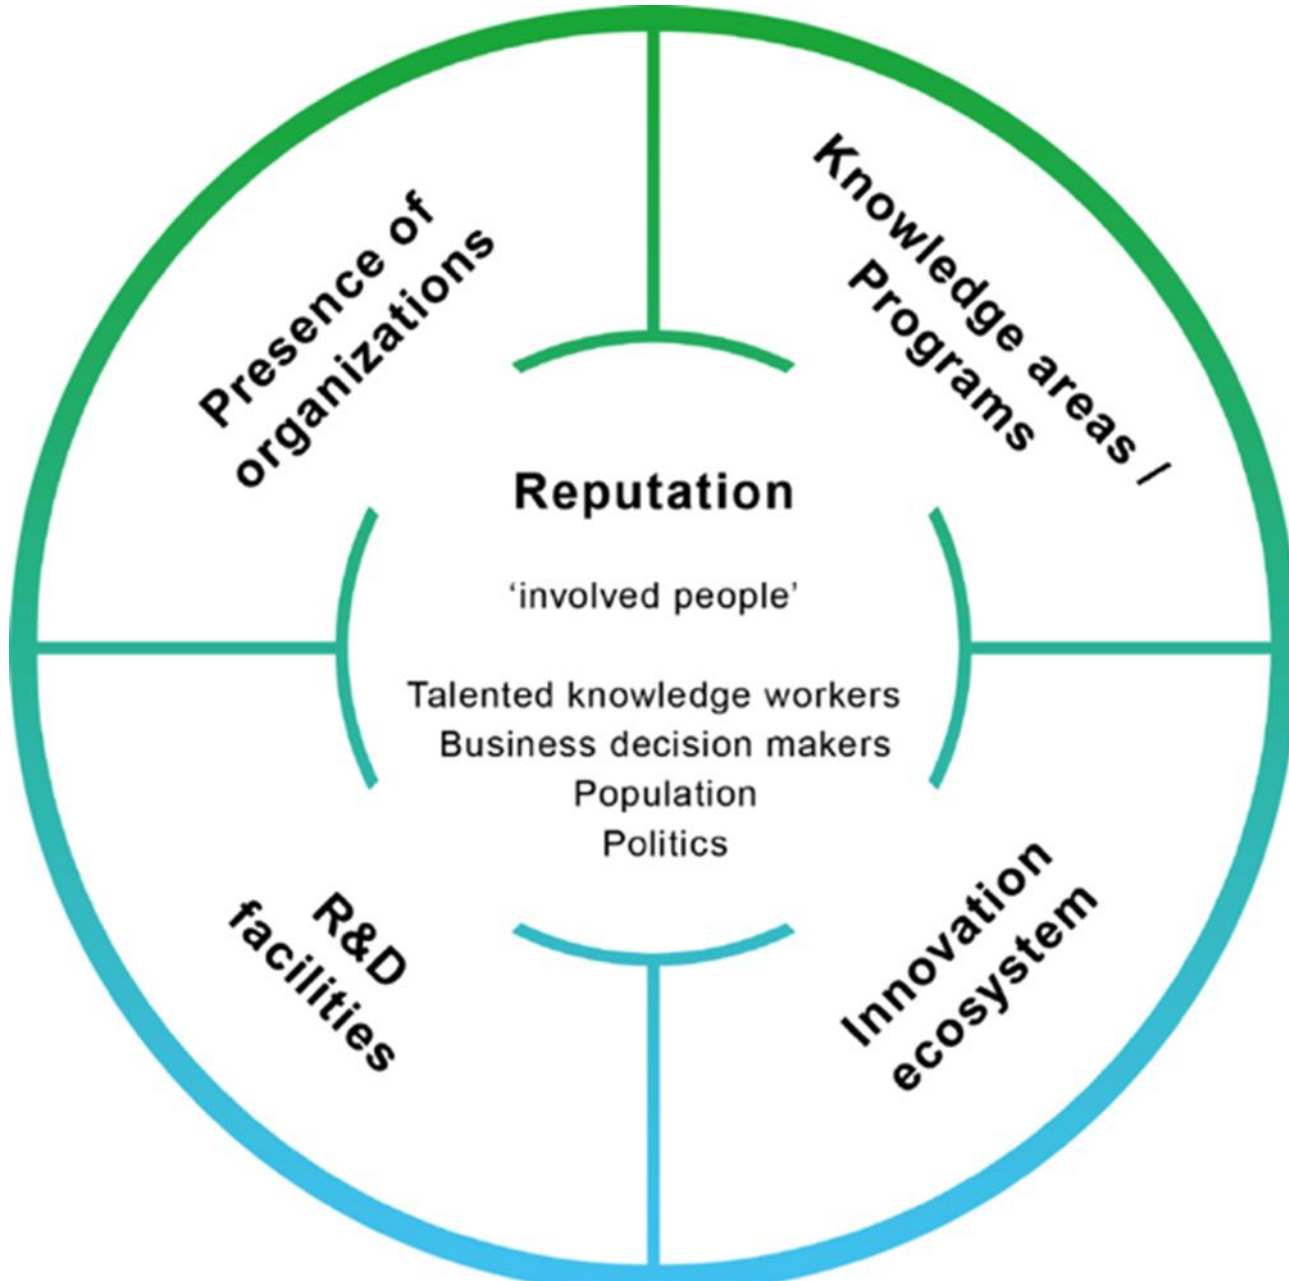 Presence of
organizations
Knowledge areas /
Programs
Reputation
‘involved people’
Talented knowledge workers
Business decision makers
Population
Politics
R&D
facilities
Innovation
ecosystem